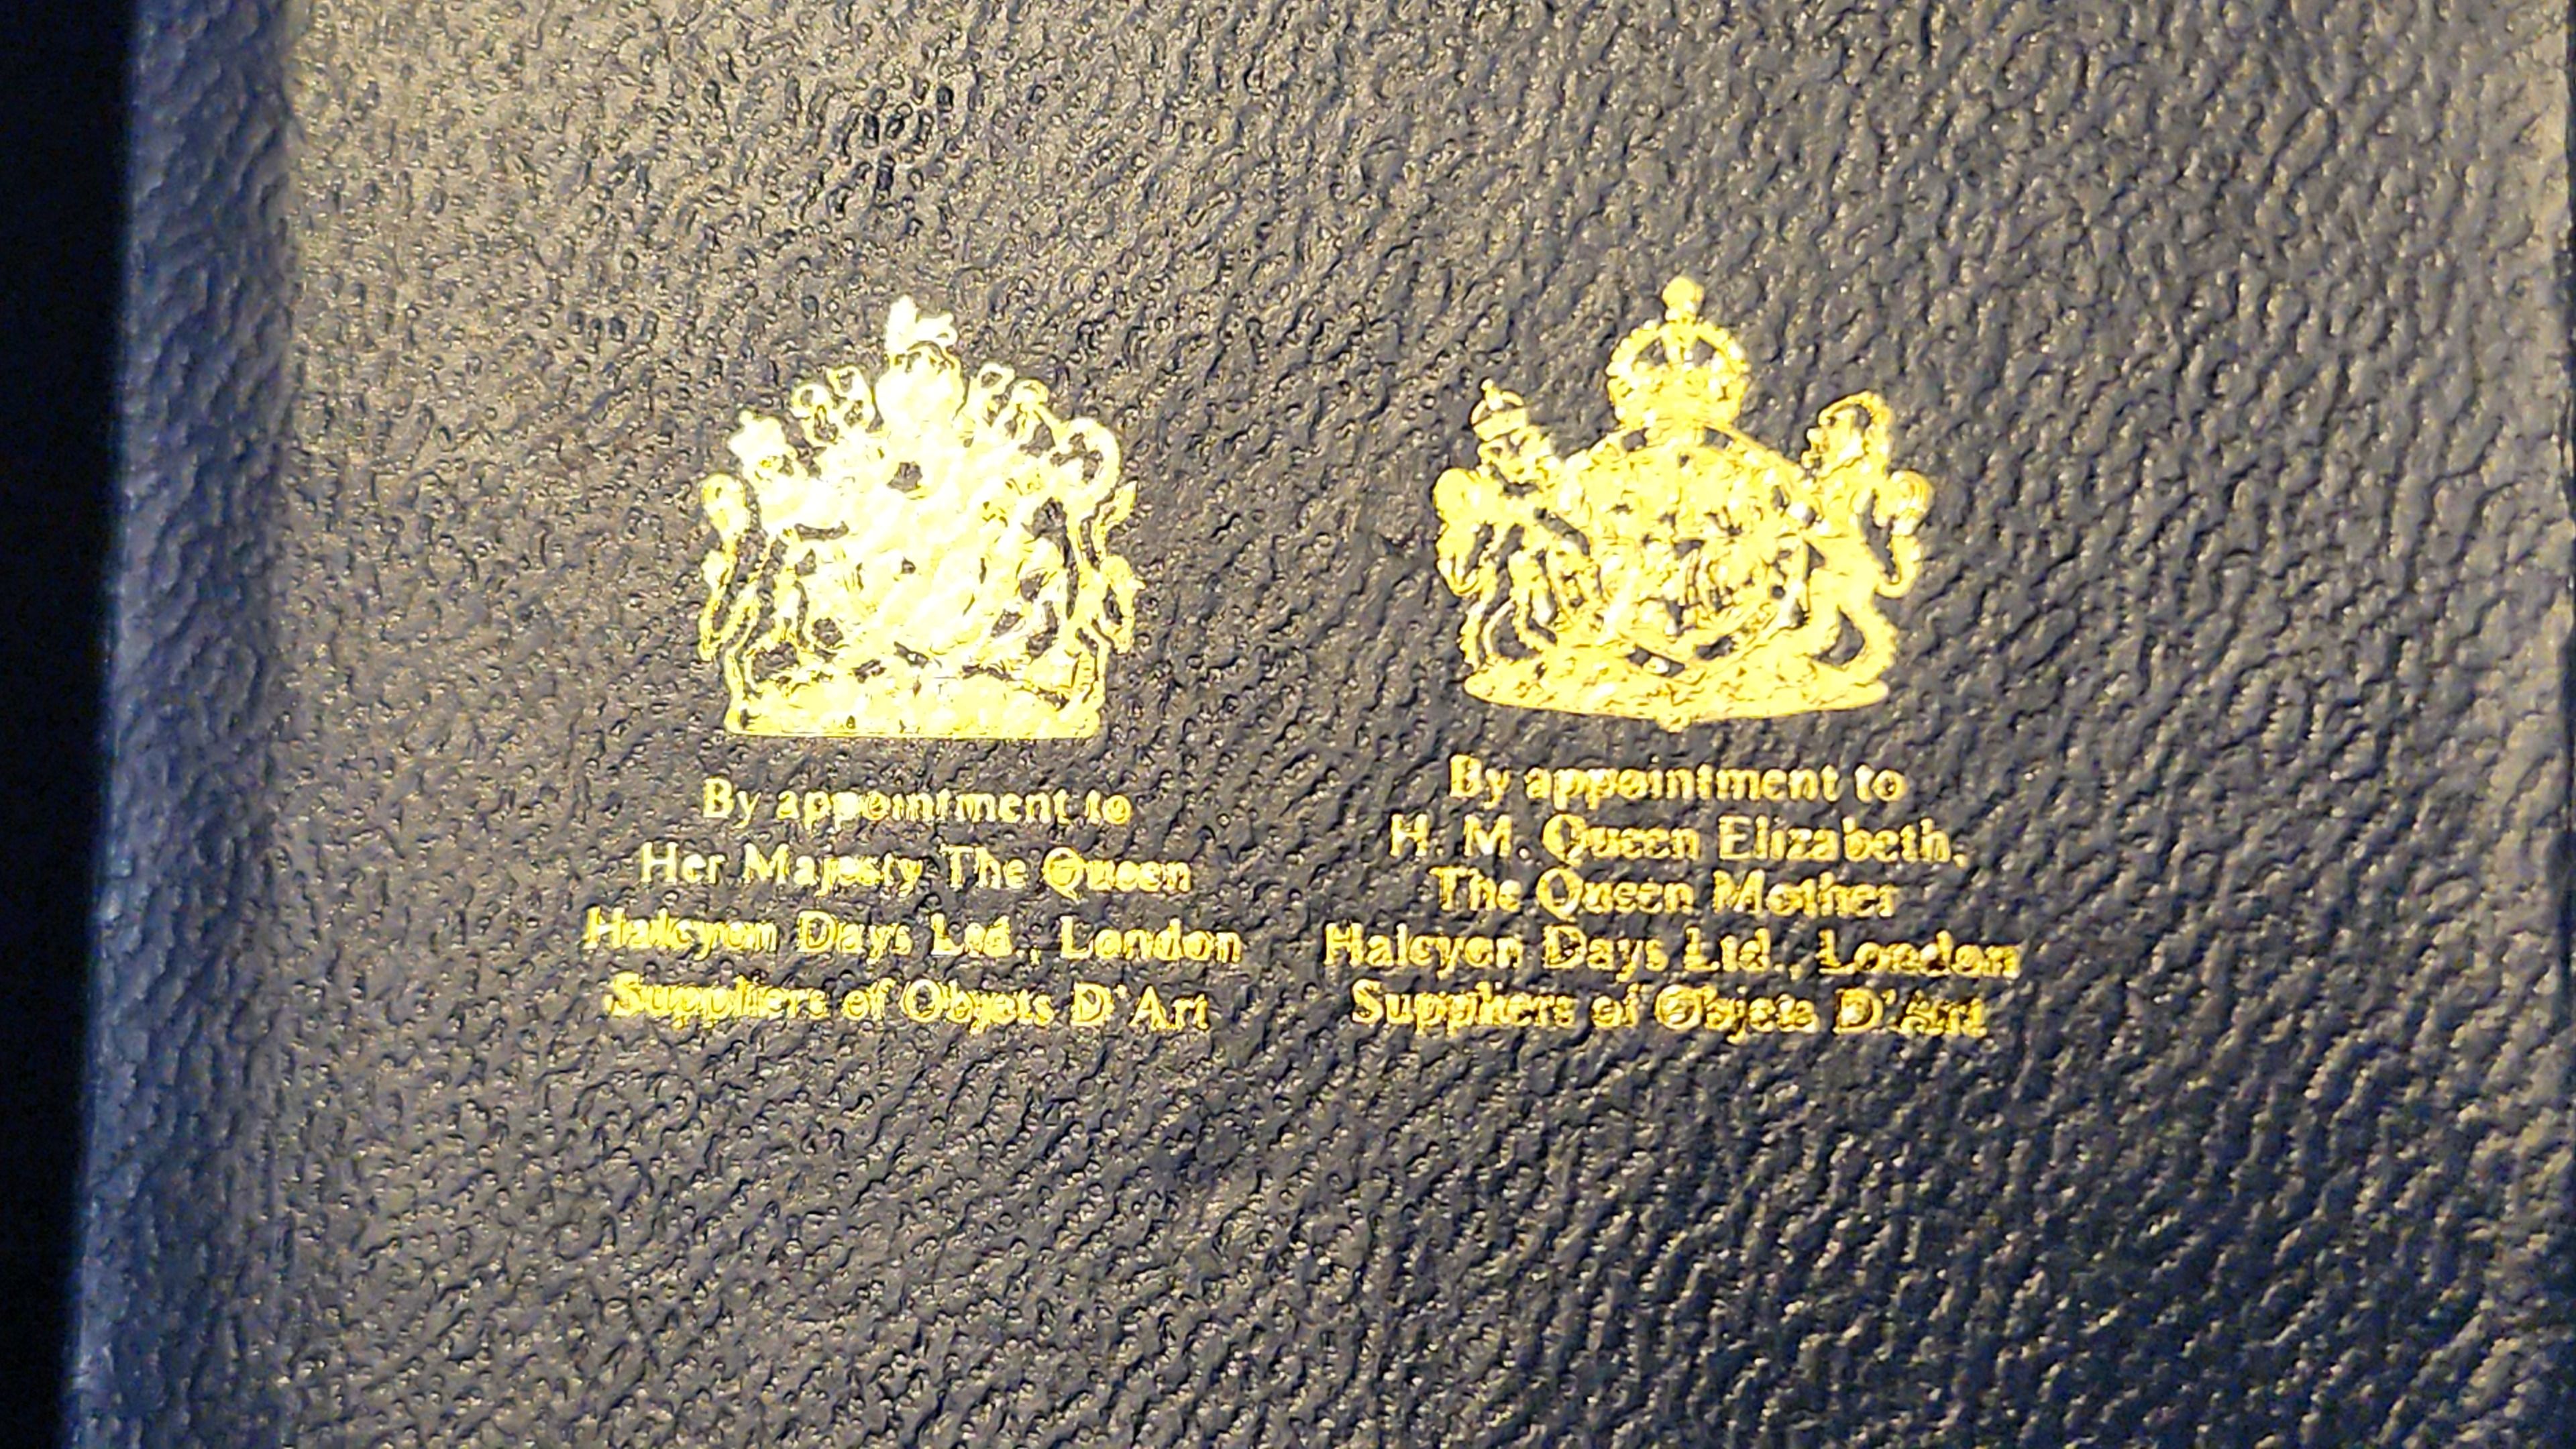 By appointment to
Her Majesty The Queen
Halcyon Days Ltd., London
Suppliers of Objets D'Art
By appointment to
H. M. Queen Elizabeth,
The Queen Mother
Halcyon Days Ltd., London
Suppliers of Objets D'Art